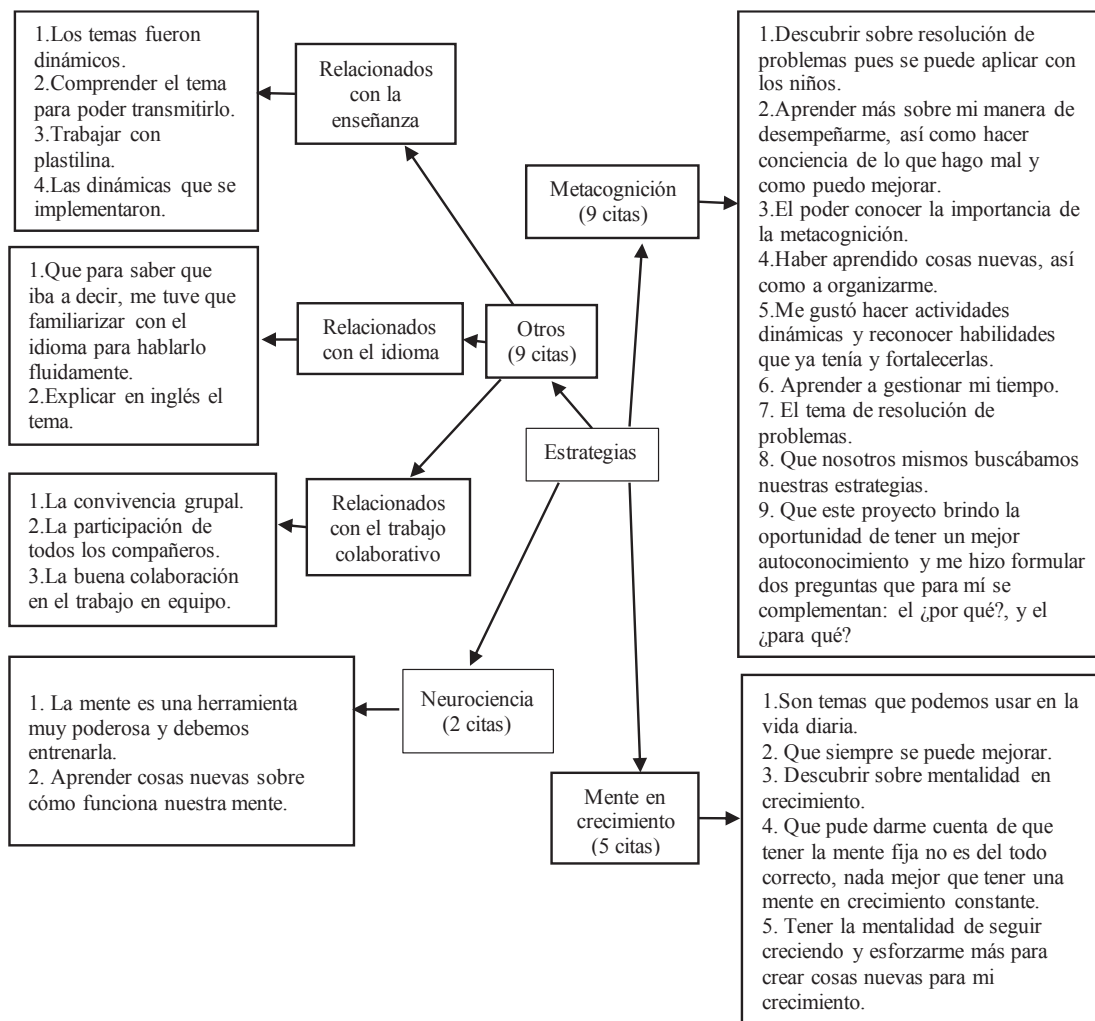 1.Los temas fueron
dinámicos.
2.Comprender el tema
para poder transmitirlo.
3.Trabajar con
plastilina.
4.Las dinámicas que se
implementaron.
Relacionados
con la
enseñanza
Metacognición
(9 citas)
1.Descubrir sobre resolución de
problemas pues se puede aplicar con
los niños.
2.Aprender más sobre mi manera de
desempeñarme, así como hacer
conciencia de lo que hago mal y
como puedo mejorar.
3.El poder conocer la importancia de
la metacognición.
4.Haber aprendido cosas nuevas, así
como a organizarme.
5.Me gustó hacer actividades
dinámicas y reconocer habilidades
que ya tenía y fortalecerlas.
6. Aprender a gestionar mi tiempo.
7. El tema de resolución de
problemas.
8. Que nosotros mismos buscábamos
nuestras estrategias.
9. Que este proyecto brindo la
oportunidad de tener un mejor
autoconocimiento y me hizo formular
dos preguntas que para mí se
complementan: el ¿por qué?, y el
¿para qué?
1.Que para saber que
iba a decir, me tuve que
familiarizar con el
idioma para hablarlo
fluidamente.
2.Explicar en inglés el
tema.
Relacionados
con el idioma
Otros
(9 citas)
Estrategias
1.La convivencia grupal.
2.La participación de
todos los compañeros.
3.La buena colaboración
en el trabajo en equipo.
Relacionados
con el trabajo
colaborativo
1. La mente es una herramienta
muy poderosa y debemos
entrenarla.
2. Aprender cosas nuevas sobre
cómo funciona nuestra mente.
Neurociencia
(2 citas)
Mente en
crecimiento
(5 citas)
1.Son temas que podemos usar en la
vida diaria.
2. Que siempre se puede mejorar.
3. Descubrir sobre mentalidad en
crecimiento.
4. Que pude darme cuenta de que
tener la mente fija no es del todo
correcto, nada mejor que tener una
mente en crecimiento constante.
5. Tener la mentalidad de seguir
creciendo y esforzarme más para
crear cosas nuevas para mi
crecimiento.